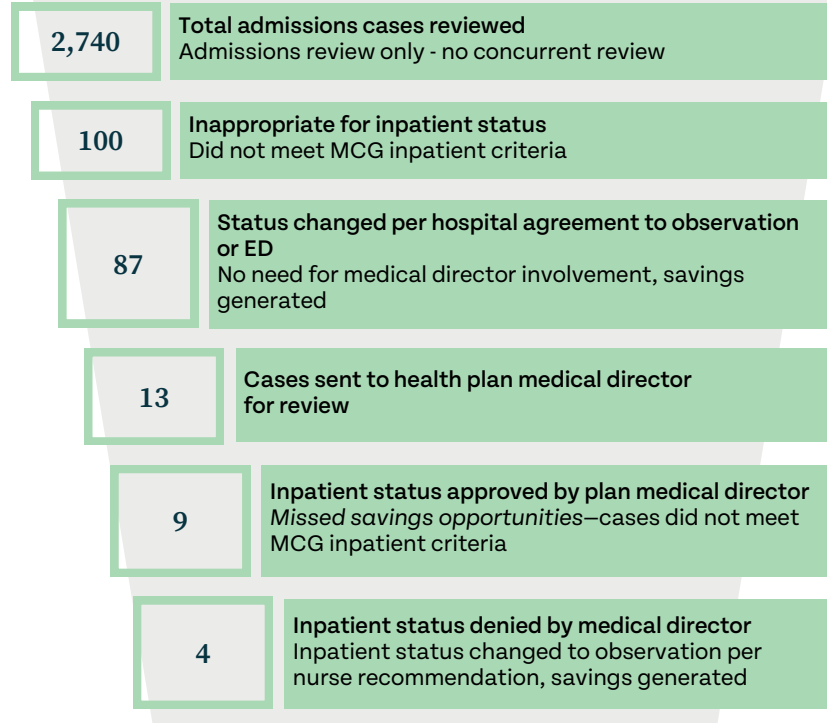 2,740
Total admissions cases reviewed
Admissions review only - no concurrent review
100
Inappropriate for inpatient status
Did not meet MCG inpatient criteria
87
Status changed per hospital agreement to observation
or ED
No need for medical director involvement, savings
generated
13
Cases sent to health plan medical director
for review
9
Inpatient status approved by plan medical director
Missed savings opportunities—cases did not meet
MCG inpatient criteria
4
Inpatient status denied by medical director
Inpatient status changed to observation per
nurse recommendation, savings generated